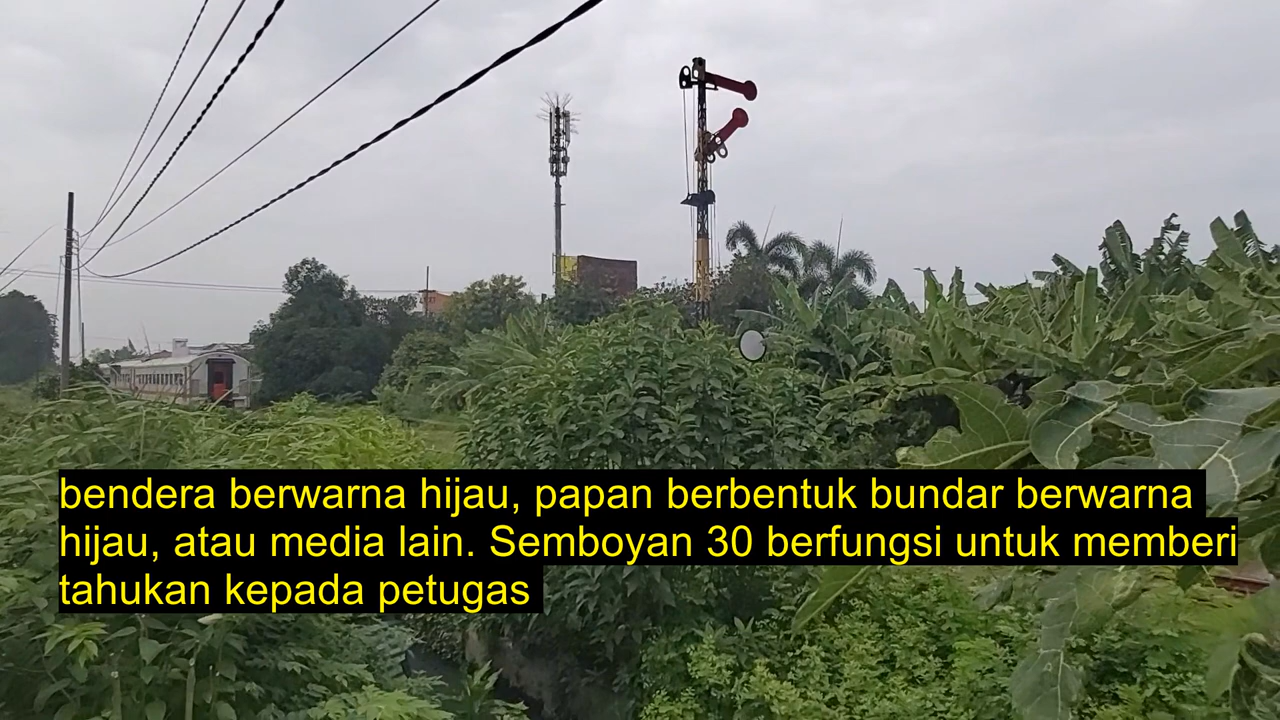 bendera berwarna hijau, papan berbentuk bundar berwarna
hijau, atau media lain. Semboyan 30 berfungsi untuk memberi
tahukan kepada petugas